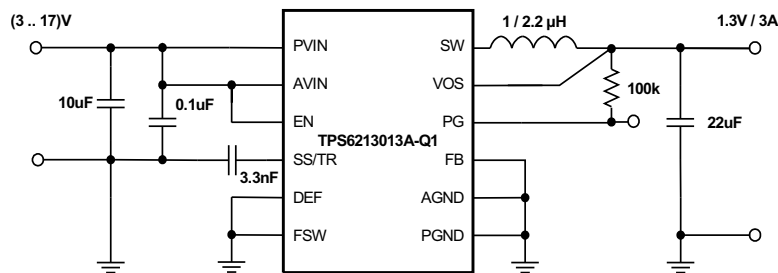 (3 .. 17)V
1 / 2.2 µH
1.3V / 3A
PVIN
SW
AVIN
VOS
10uF
0.1uF
100k
EN
PG
22uF
TPS6213013A-Q1
SS/TR
FB
3.3nF
DEF
AGND
FSW
PGND